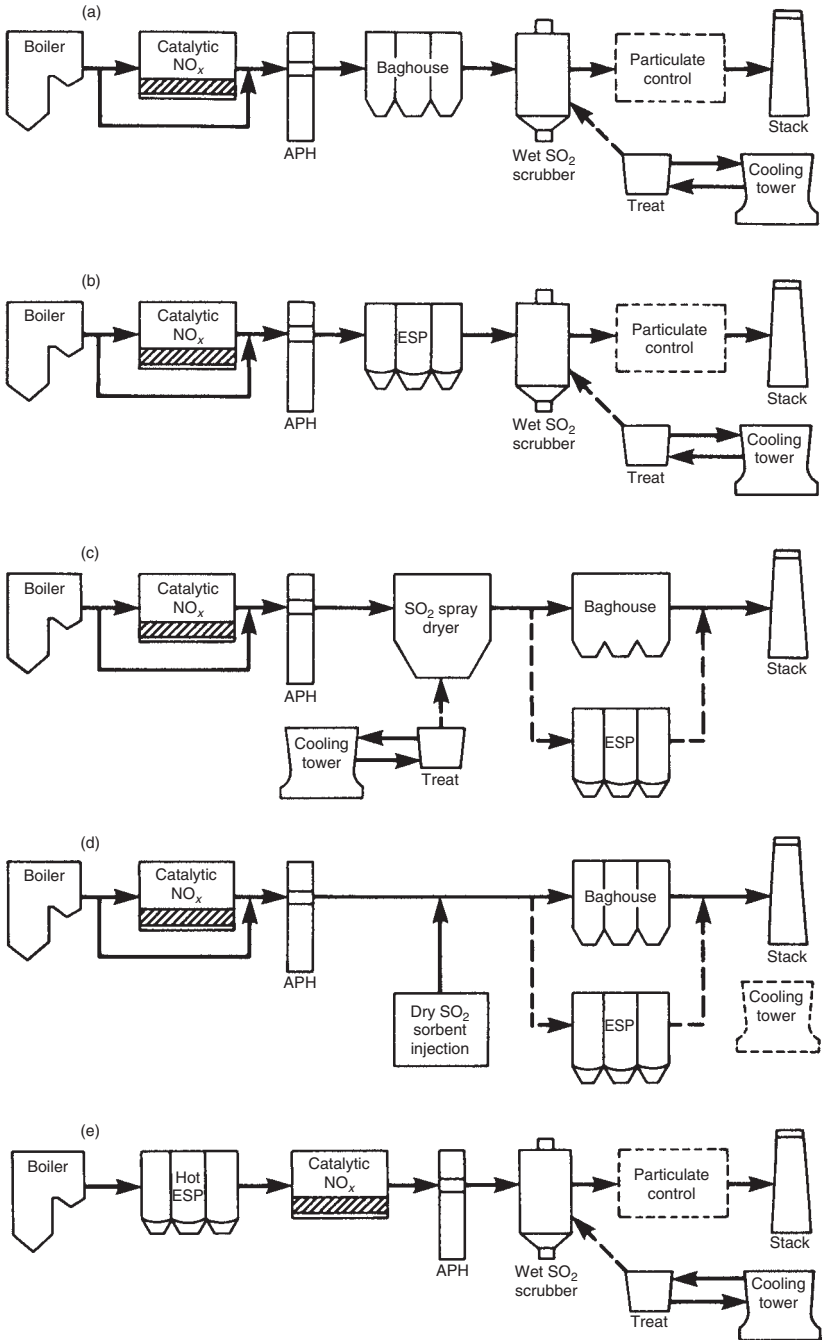 (a)
Boiler
Catalytic
NOx
APH
Baghouse
Wet SO2
scrubber
Particulate
control
Stack
Treat
Cooling
tower
(b)
Boiler
Catalytic
NOx
APH
ESP
Wet SO2
scrubber
Particulate
control
Stack
Treat
Cooling
tower
(c)
Boiler
Catalytic
NOx
APH
SO2 spray
dryer
Baghouse
Stack
ESP
Cooling
tower
Treat
(d)
Boiler
Catalytic
NOx
APH
Dry SO2
sorbent
injection
Baghouse
ESP
Stack
Cooling
tower
(e)
Boiler
Hot
ESP
Catalytic
NOx
APH
Wet SO2
scrubber
Particulate
control
Stack
Treat
Cooling
tower